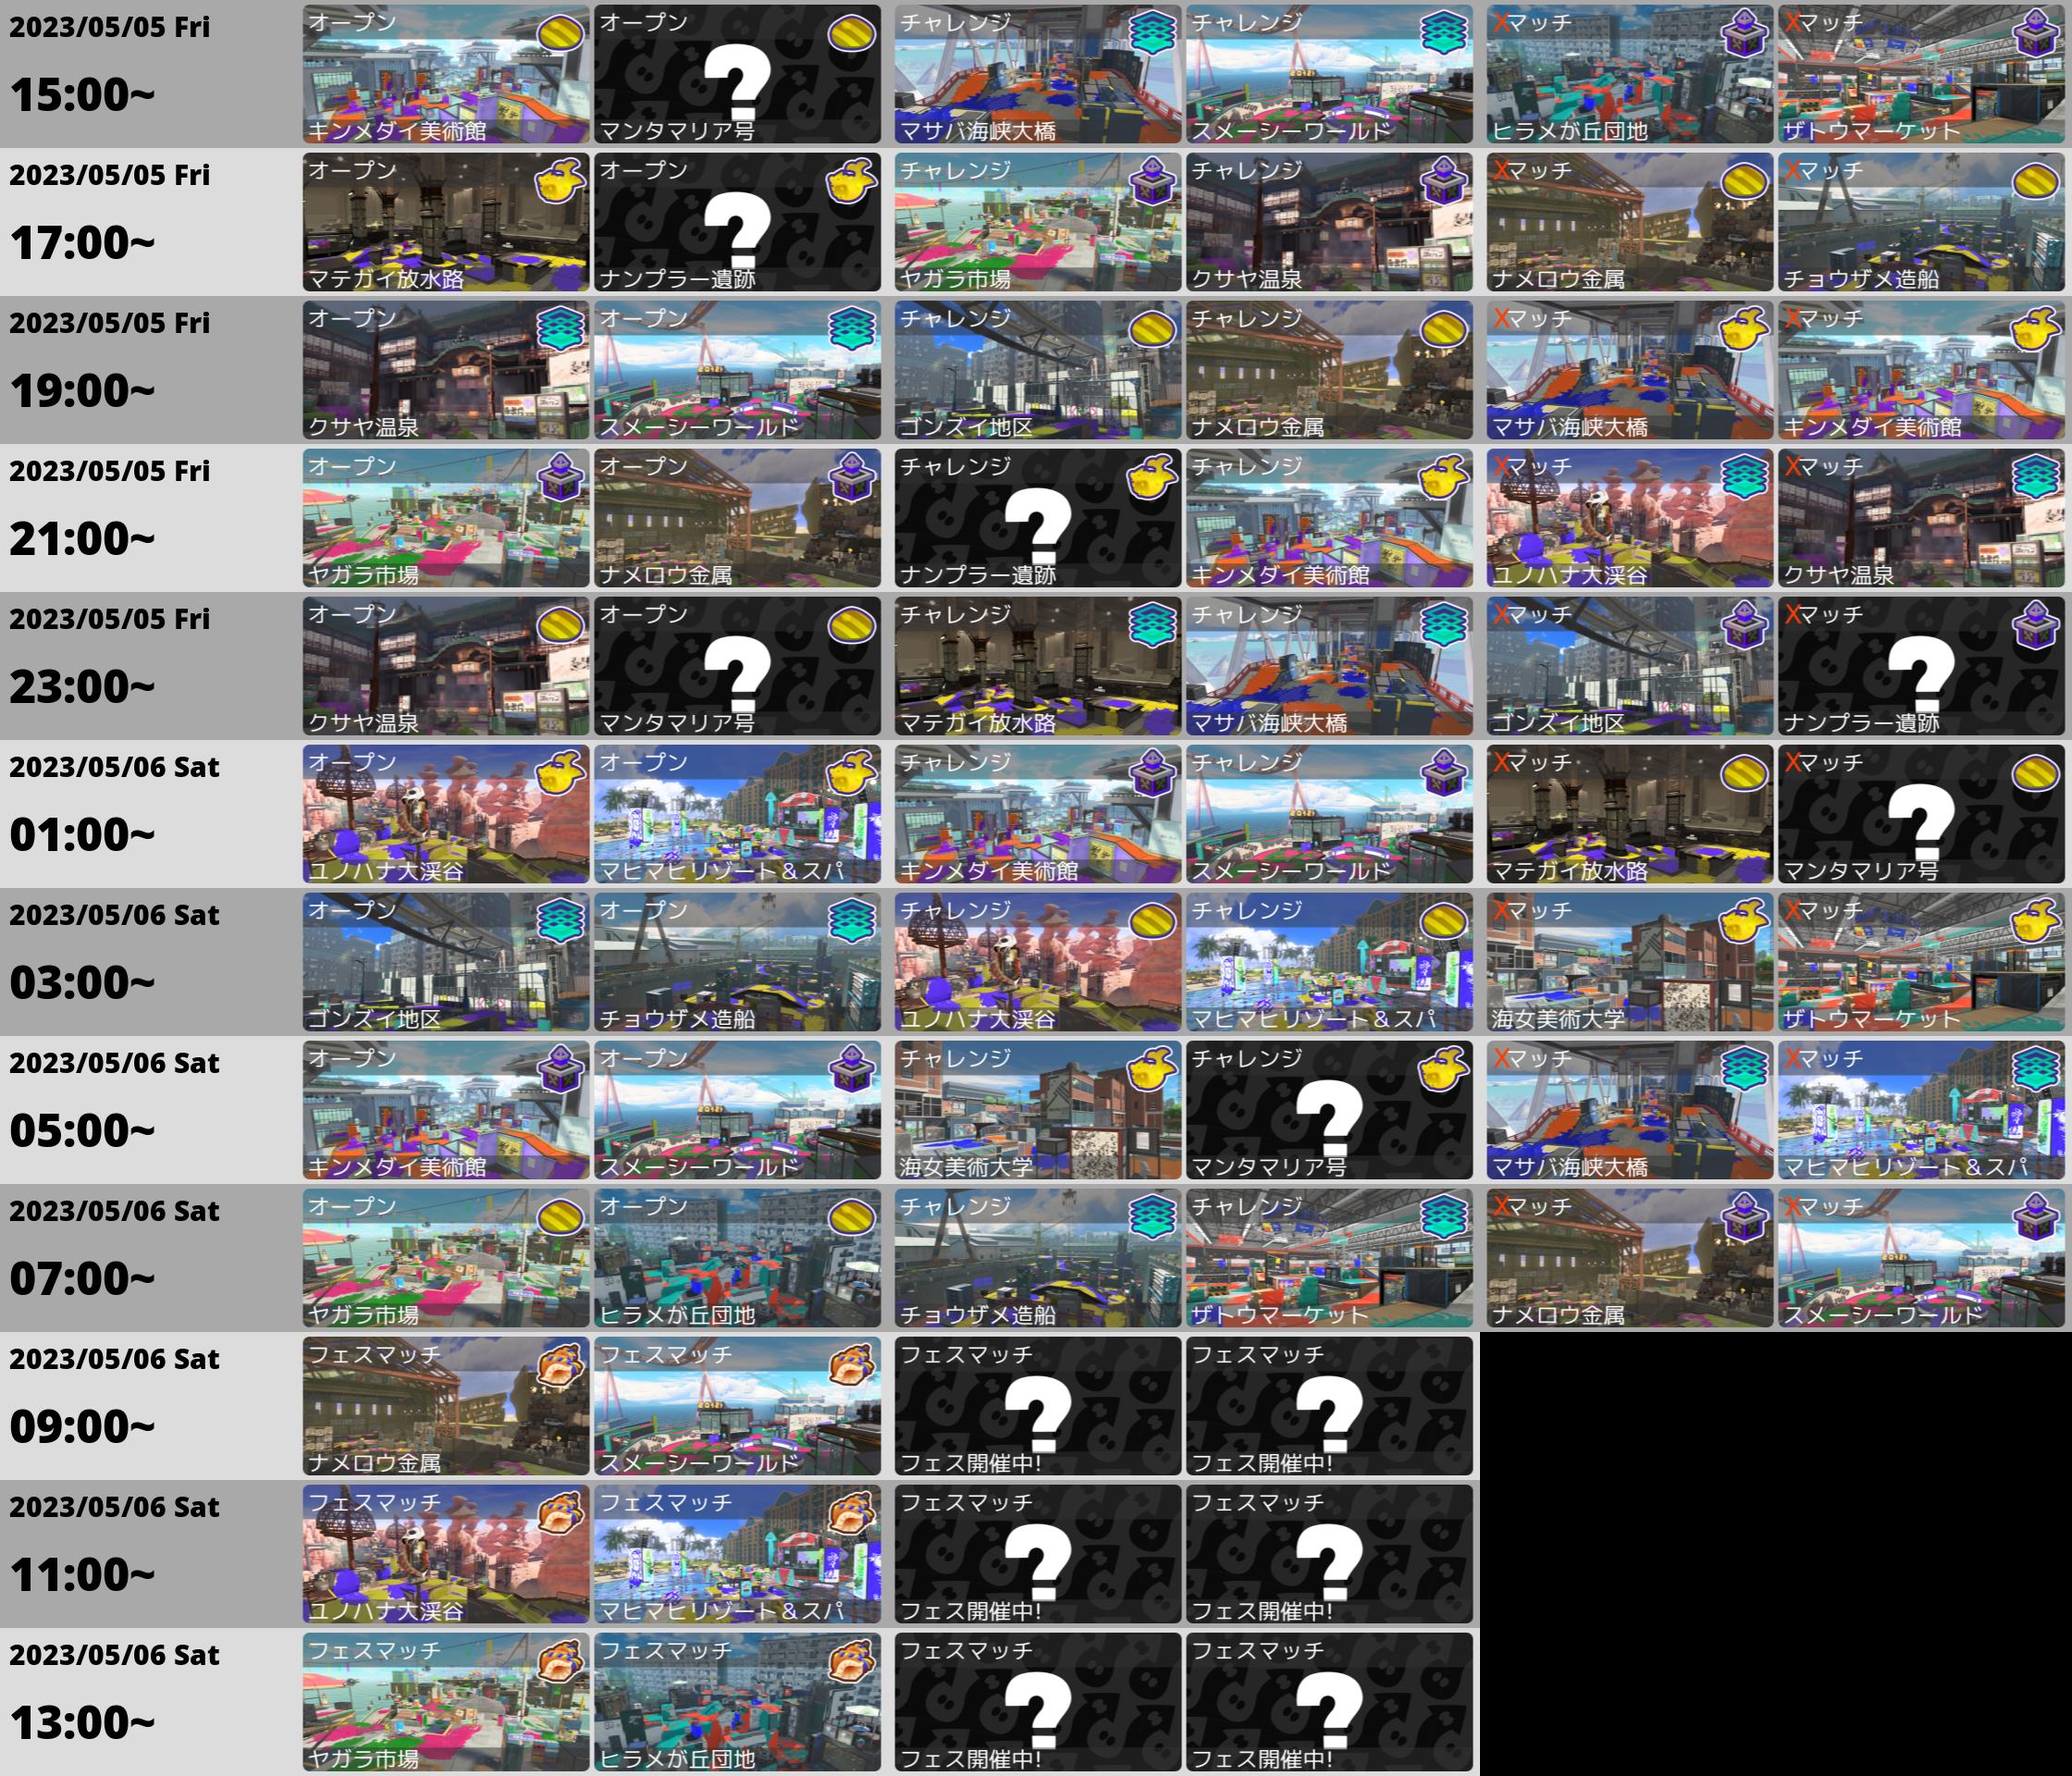 2023/05/05 Fri
15:00~
オープン
キンメダイ美術館
オープン
マンタマリア号
チャレンジ
マサバ海峡大橋
チャレンジ
スメーシーワールド
Xマッチ
ヒラメが丘団地
Xマッチ
ザトウマーケット
2023/05/05 Fri
17:00~
オープン
マテガイ放水路
オープン
ナンプラー遺跡
チャレンジ
ヤガラ市場
チャレンジ
クサヤ温泉
Xマッチ
ナメロウ金属
Xマッチ
チョウザメ造船
2023/05/05 Fri
19:00~
オープン
クサヤ温泉
オープン
スメーシーワールド
チャレンジ
ゴンズイ地区
チャレンジ
ナメロウ金属
Xマッチ
マサバ海峡大橋
Xマッチ
キンメダイ美術館
2023/05/05 Fri
21:00~
オープン
ヤガラ市場
オープン
ナメロウ金属
チャレンジ
ナンプラー遺跡
チャレンジ
キンメダイ美術館
Xマッチ
ユノハナ大渓谷
Xマッチ
クサヤ温泉
2023/05/05 Fri
23:00~
オープン
クサヤ温泉
オープン
マンタマリア号
チャレンジ
マテガイ放水路
チャレンジ
マサバ海峡大橋
Xマッチ
ゴンズイ地区
Xマッチ
ナンプラー遺跡
2023/05/06 Sat
01:00~
オープン
ユノハナ大渓谷
オープン
マヒマヒリゾート＆スパ
チャレンジ
キンメダイ美術館
チャレンジ
スメーシーワールド
Xマッチ
マテガイ放水路
Xマッチ
マンタマリア号
2023/05/06 Sat
03:00~
オープン
ゴンズイ地区
オープン
チョウザメ造船
チャレンジ
ユノハナ大渓谷
チャレンジ
マヒマヒリゾート＆スパ
Xマッチ
海女美術大学
Xマッチ
ザトウマーケット
2023/05/06 Sat
05:00~
オープン
キンメダイ美術館
オープン
スメーシーワールド
チャレンジ
海女美術大学
チャレンジ
マンタマリア号
Xマッチ
マサバ海峡大橋
Xマッチ
マヒマヒリゾート＆スパ
2023/05/06 Sat
07:00~
オープン
ヤガラ市場
オープン
ヒラメが丘団地
チャレンジ
チョウザメ造船
チャレンジ
ザトウマーケット
Xマッチ
ナメロウ金属
Xマッチ
スメーシーワールド
2023/05/06 Sat
09:00~
フェスマッチ
ナメロウ金属
フェスマッチ
スメーシーワールド
フェスマッチ
フェス開催中!
フェスマッチ
フェス開催中!
2023/05/06 Sat
11:00~
フェスマッチ
ユノハナ大渓谷
フェスマッチ
マヒマヒリゾート＆スパ
フェスマッチ
フェス開催中!
フェスマッチ
フェス開催中!
2023/05/06 Sat
13:00~
フェスマッチ
ヤガラ市場
フェスマッチ
ヒラメが丘団地
フェスマッチ
フェス開催中!
フェスマッチ
フェス開催中!